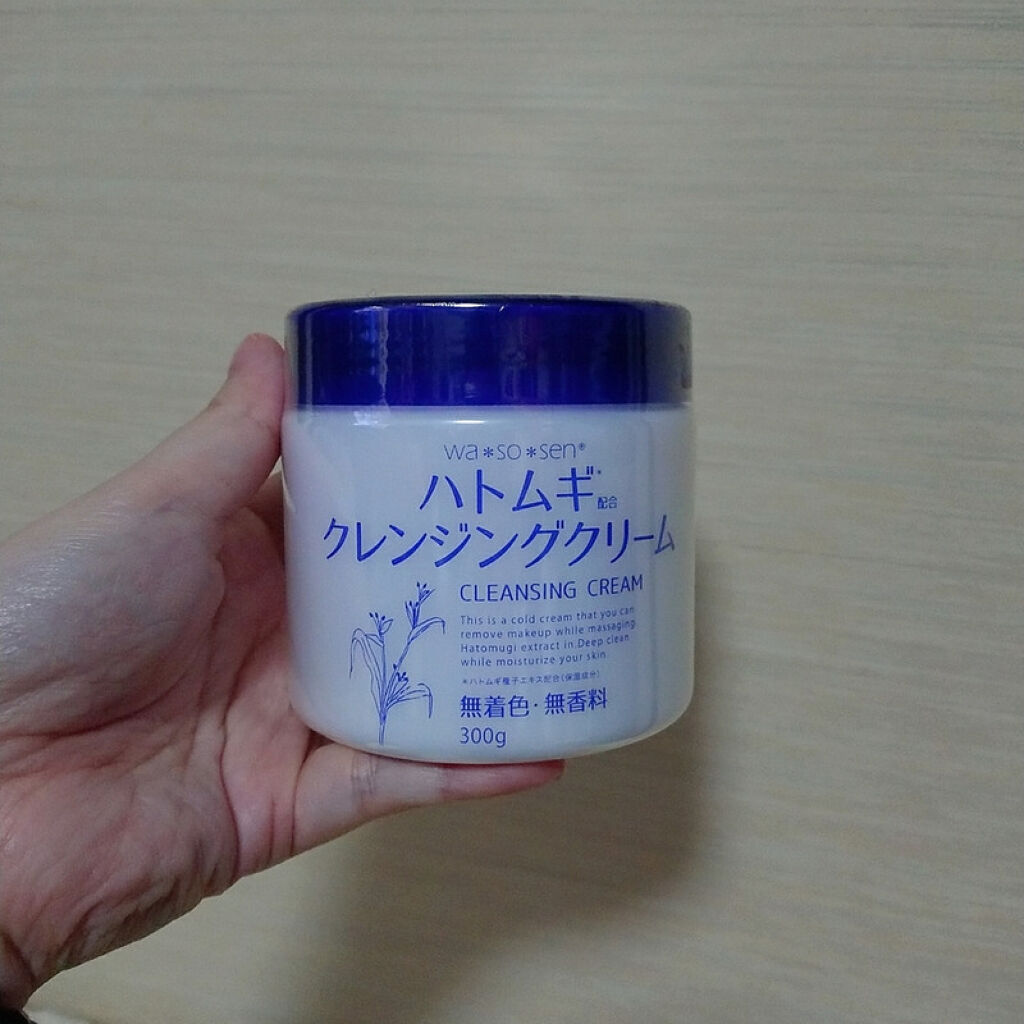 wa*so*sen®
ハトムギ*配合
クレンジングクリーム
CLEANSING CREAM
This is a cold cream that you can
remove makeup while massaging
Hatomugi extract in.Deep clean
while moisturize your skin
*ハトムギ種子エキス配合(保湿成分)
無着色・無香料
300g